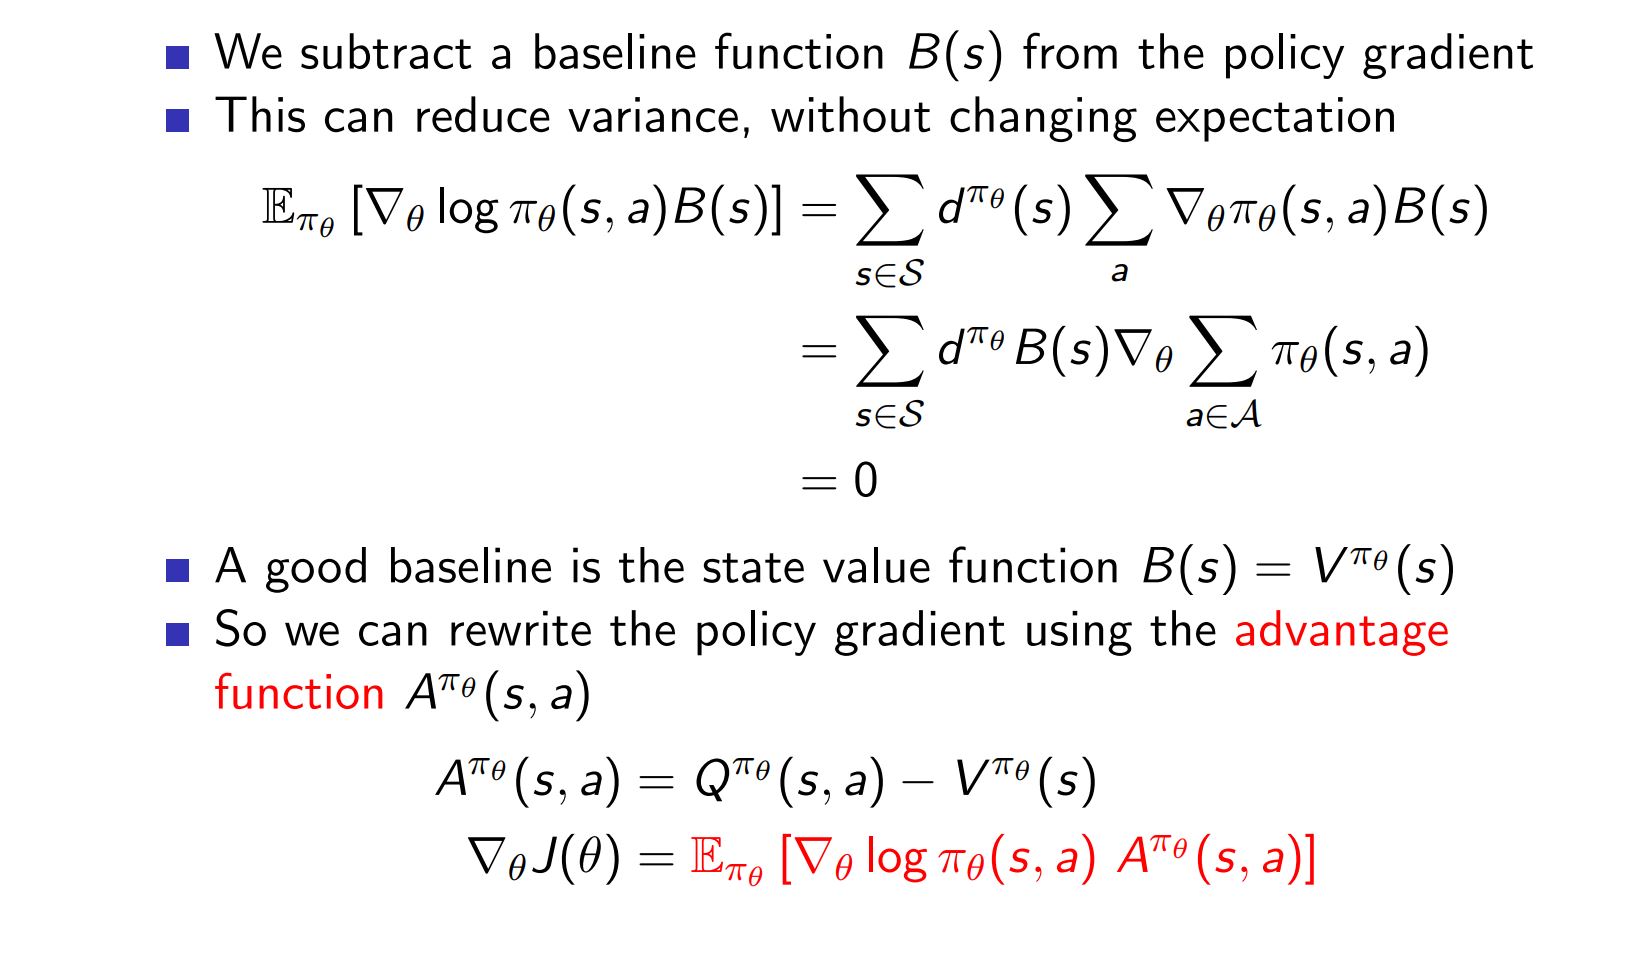 We subtract a baseline function B(s) from the policy gradient
This can reduce variance, without changing expectation
$\mathbb{E}_{\pi_\theta} [\nabla_\theta \log \pi_\theta(s, a) B(s)] = \sum_{s \in \mathcal{S}} d^{\pi_\theta}(s) \sum_{a} \nabla_\theta \pi_\theta(s, a) B(s)$
$= \sum_{s \in \mathcal{S}} d^{\pi_\theta} B(s) \nabla_\theta \sum_{a \in \mathcal{A}} \pi_\theta(s, a)$
$= 0$
A good baseline is the state value function $B(s) = V^{\pi_\theta}(s)$
So we can rewrite the policy gradient using the advantage
function $A^{\pi_\theta}(s, a)$
$A^{\pi_\theta}(s, a) = Q^{\pi_\theta}(s, a) - V^{\pi_\theta}(s)$
$\nabla_\theta J(\theta) = \mathbb{E}_{\pi_\theta} [\nabla_\theta \log \pi_\theta(s, a) \ A^{\pi_\theta}(s, a)]$